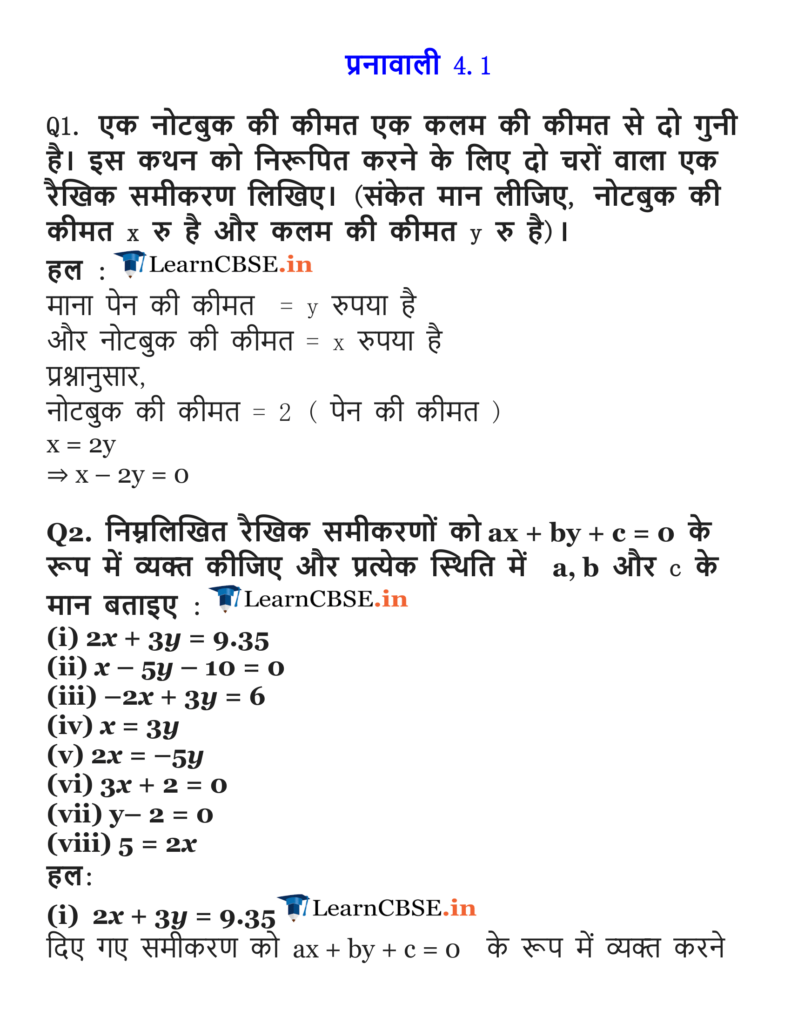 प्रनावाली 4.1
Q1. एक नोटबुक की कीमत एक कलम की कीमत से दो गुनी
है। इस कथन को निरूपित करने के लिए दो चरों वाला एक
रैखिक समीकरण लिखिए। (संकेत मान लीजिए, नोटबुक की
कीमत x रु है और कलम की कीमत y रु है)।
हल : LearnCBSE.in
माना पेन की कीमत = y रुपया है
और नोटबुक की कीमत = x रुपया है
प्रश्नानुसार,
नोटबुक की कीमत = 2 ( पेन की कीमत )
x = 2y
⇒ x – 2y = 0
Q2. निम्नलिखित रैखिक समीकरणों को ax + by + c = 0 के
रूप में व्यक्त कीजिए और प्रत्येक स्थिति में a, b और c के
मान बताइए : LearnCBSE.in
(i) 2x + 3y = 9.35
(ii) x – 5y – 10 = 0
(iii) –2x + 3y = 6
(iv) x = 3y
(v) 2x = –5y
(vi) 3x + 2 = 0
(vii) y– 2 = 0
(viii) 5 = 2x
हल:
(i) 2x + 3y = 9.35 LearnCBSE.in
दिए गए समीकरण को ax + by + c = 0 के रूप में व्यक्त करने